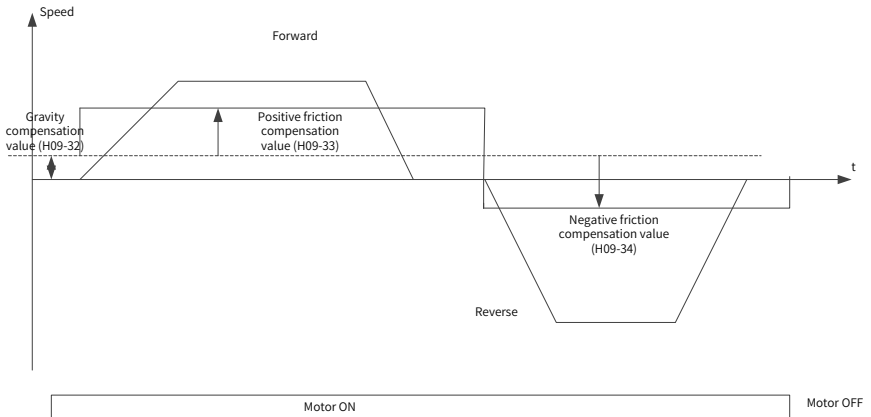 Speed
Forward
Gravity
compensation
value (H09-32)
Positive friction
compensation
value (H09-33)
t
Negative friction
compensation value
(H09-34)
Reverse
Motor ON
Motor OFF